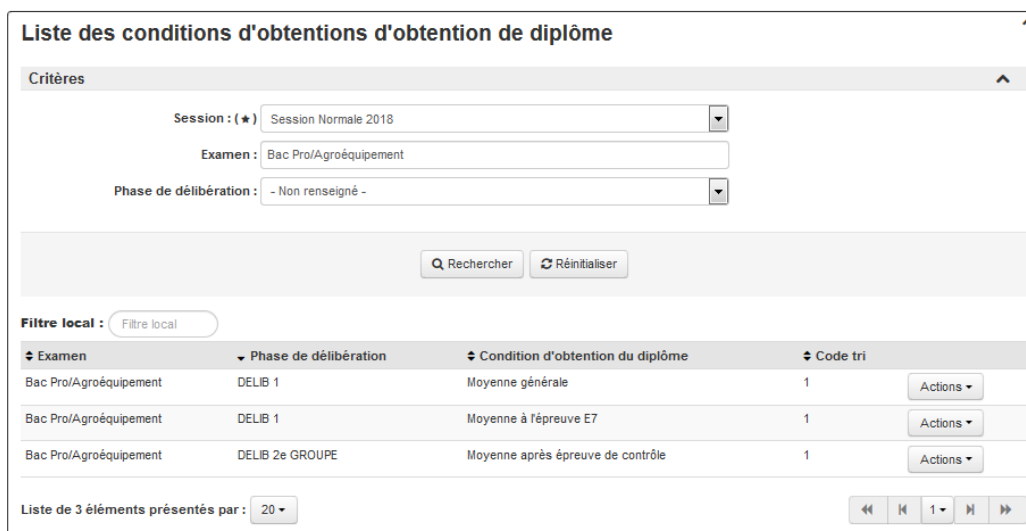 Liste des conditions d'obtentions d'obtention de diplôme
Critères
Session : (★) Session Normale 2018
Examen : Bac Pro/Agroéquipement
Phase de délibération : - Non renseigné -
Rechercher Réinitialiser
Filtre local : Filtre local
Examen Phase de délibération Condition d'obtention du diplôme Code tri
Bac Pro/Agroéquipement DELIB 1 Moyenne générale 1 Actions
Bac Pro/Agroéquipement DELIB 1 Moyenne à l'épreuve E7 1 Actions
Bac Pro/Agroéquipement DELIB 2e GROUPE Moyenne après épreuve de contrôle 1 Actions
Liste de 3 éléments présentés par : 20 1